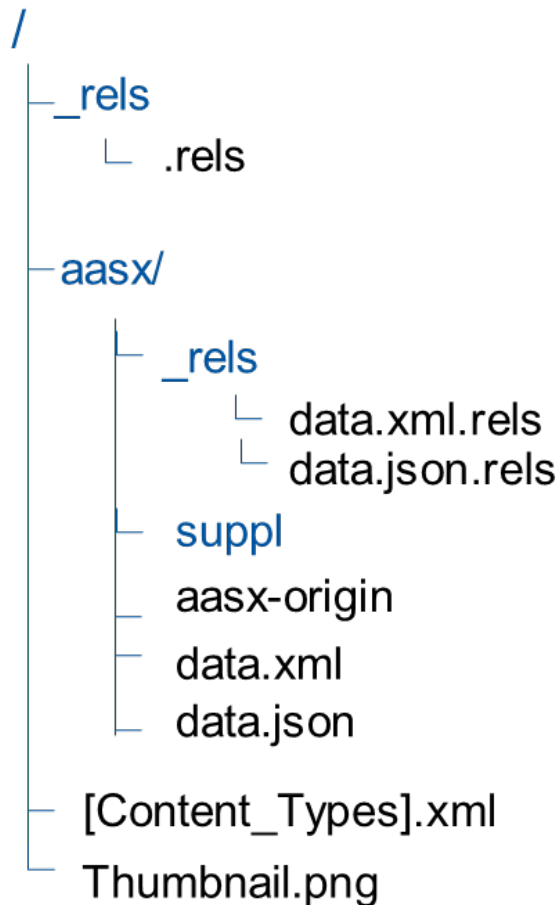 /
_rels
.rels
aasx/
_rels
data.xml.rels
data.json.rels
suppl
aasx-origin
data.xml
data.json
[Content_Types].xml
Thumbnail.png